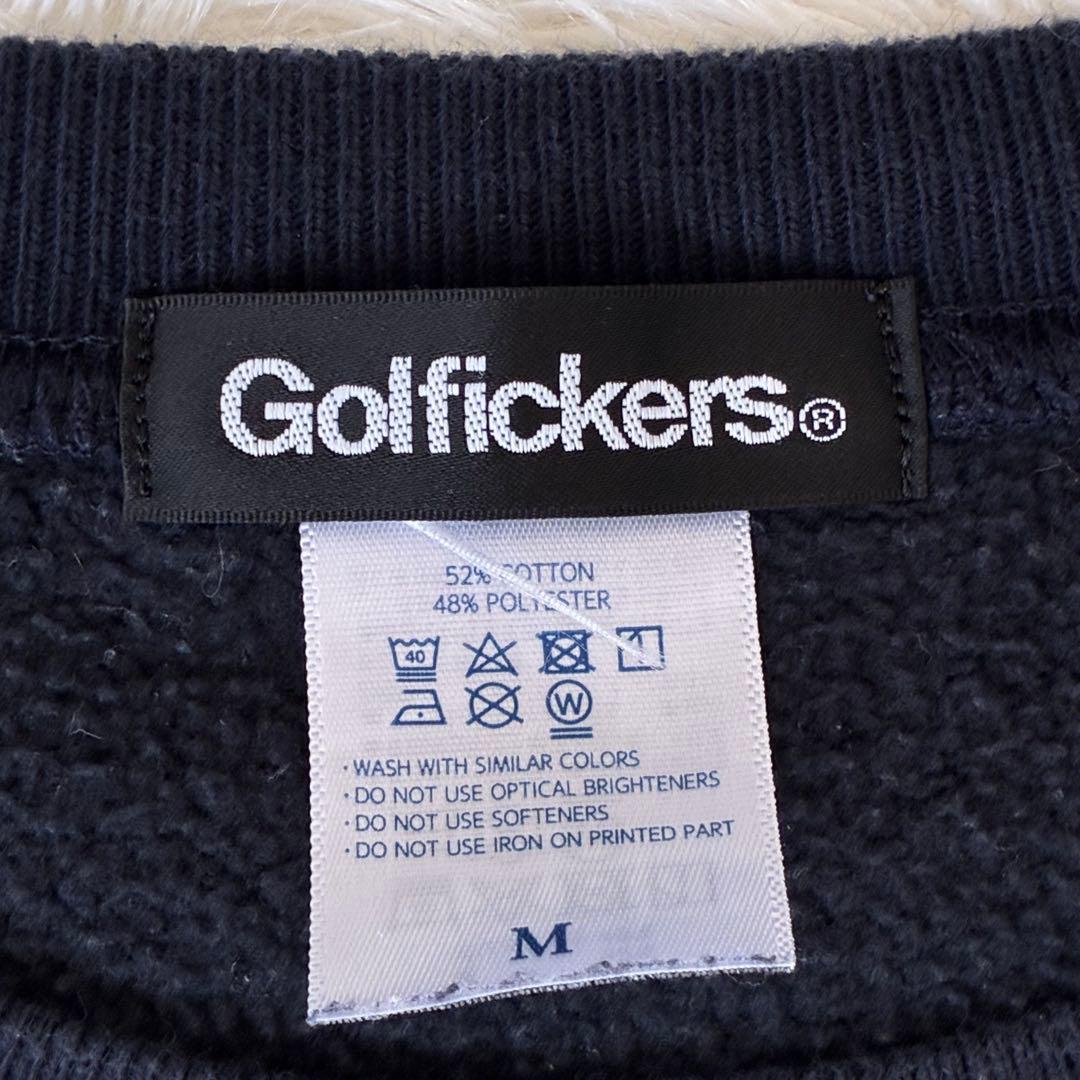 Golfickers®
52% COTTON
48% POLYESTER
40
W
·WASH WITH SIMILAR COLORS
·DO NOT USE OPTICAL BRIGHTENERS
·DO NOT USE SOFTENERS
·DO NOT USE IRON ON PRINTED PART
M